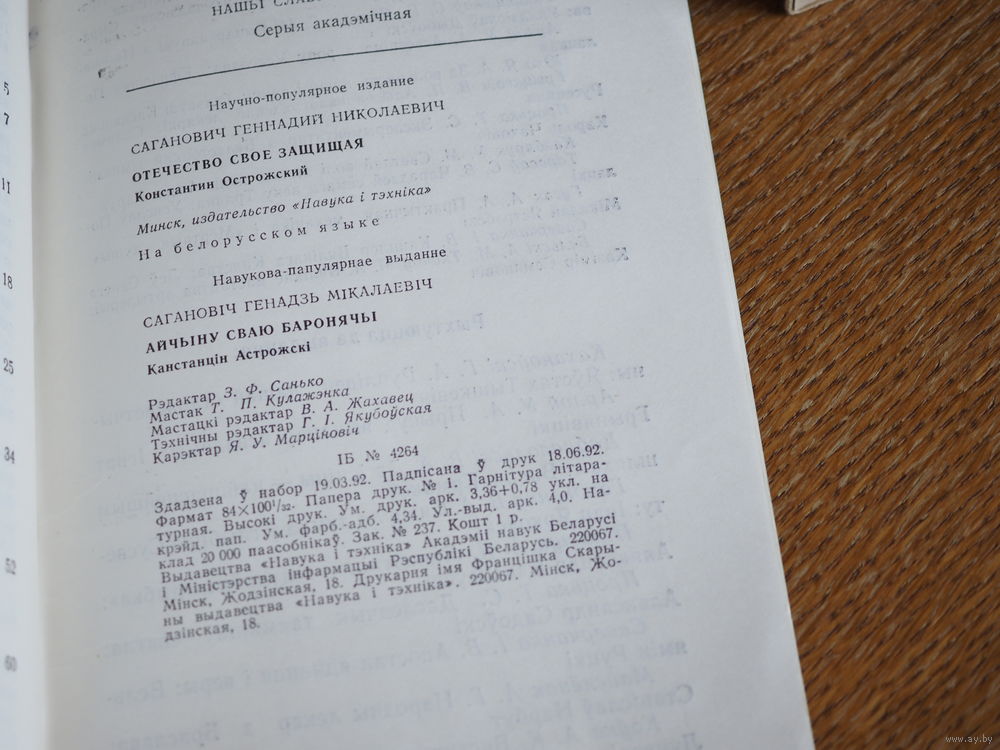 НАШЫ
Серыя акадэмічная
Научно-популярное издание
САГАНОВИЧ ГЕННАДИЙ НИКОЛАЕВИЧ
ОТЕЧЕСТВО СВОЕ ЗАЩИЩАЯ
Константин Острожский
Минск, издательство «Навука і тэхніка»
На белорусском языке
Навукова-папулярнае выданне
САГАНОВІЧ ГЕНАДЗЬ МІКАЛАЕВІЧ
АЙЧЫНУ СВАЮ БАРОНЯЧЫ
Канстанцін Астрожскі
Рэдактар З. Ф. Санько
Мастак Т. П. Кулажэнка
Мастацкі рэдактар В. А. Жахавец
Тэхнічны рэдактар Г. І. Якубоўская
Карэктар Я. У. Марціновіч
ІБ № 4264
Здадзена ў набор 19.03.92. Падпісана ў друк 18.06.92.
Фармат 84×100¹/₃₂. Папера друк. № 1. Гарнітура літара-
турная. Высокі друк. Ум. друк. арк. 3,36+0,78 укл. на
крэйд. пап. Ум. фарб.-адб. 4,34. Ул.-выд. арк. 4,0. На-
клад 20 000 паасобнікаў. Зак. № 237. Кошт 1 р.
Выдавецтва «Навука і тэхніка» Акадэміі навук Беларусі
і Міністэрства інфармацыі Рэспублікі Беларусь. 220067.
Мінск, Жодзінская, 18. Друкарня імя Францішка Скары-
ны выдавецтва «Навука і тэхніка». 220067. Мінск, Жо-
дзінская, 18.
5
7
11
18
25
34
52
60
www.ay.by